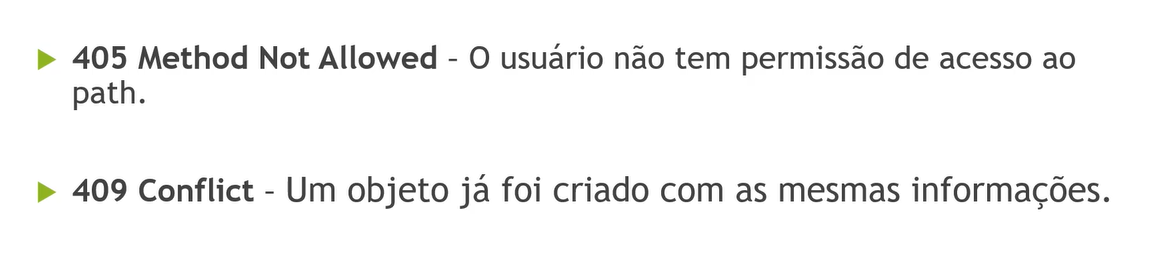 405 Method Not Allowed – O usuário não tem permissão de acesso ao
path.
409 Conflict – Um objeto já foi criado com as mesmas informações.